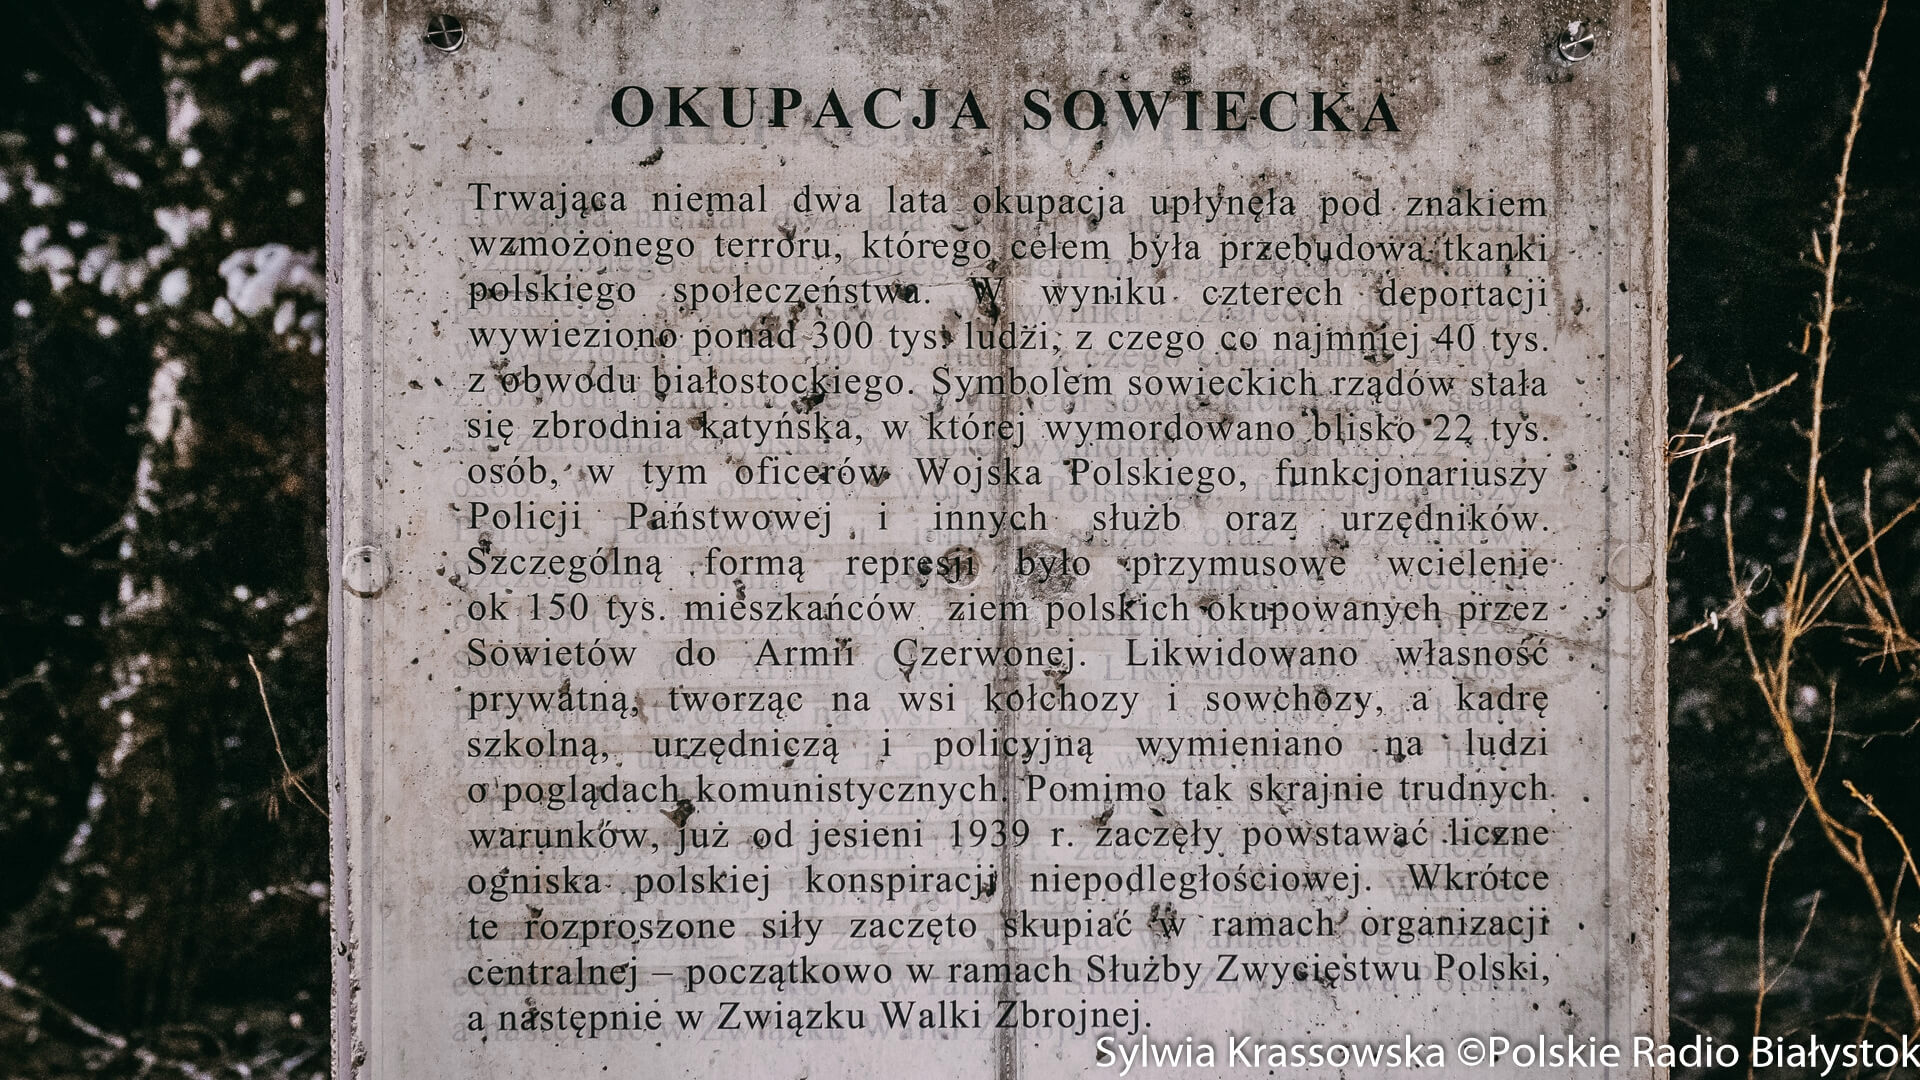 OKUPACJA SOWIECKA
Trwająca niemal dwa lata okupacja upłynęła pod znakiem
wzmożonego terroru, którego celem była przebudowa tkanki
polskiego społeczeństwa. W wyniku czterech deportacji
wywieziono ponad 300 tys. ludzi, z czego co najmniej 40 tys.
z obwodu białostockiego. Symbolem sowieckich rządów stała
się zbrodnia katyńska, w której wymordowano blisko 22 tys.
osób, w tym oficerów Wojska Polskiego, funkcjonariuszy
Policji Państwowej i innych służb oraz urzędników.
Szczególną formą represji było przymusowe wcielenie
ok 150 tys. mieszkańców ziem polskich okupowanych przez
Sowietów do Armii Czerwonej. Likwidowano własność
prywatną, tworząc na wsi kołchozy i sowchozy, a kadrę
szkolną, urzędniczą i policyjną wymieniano na ludzi
o poglądach komunistycznych. Pomimo tak skrajnie trudnych
warunków, już od jesieni 1939 r. zaczęły powstawać liczne
ogniska polskiej konspiracji niepodległościowej. Wkrótce
te rozproszone siły zaczęto skupiać w ramach organizacji
centralnej – początkowo w ramach Służby Zwycięstwu Polski,
a następnie w Związku Walki Zbrojnej.
Sylwia Krassowska ©Polskie Radio Białystok